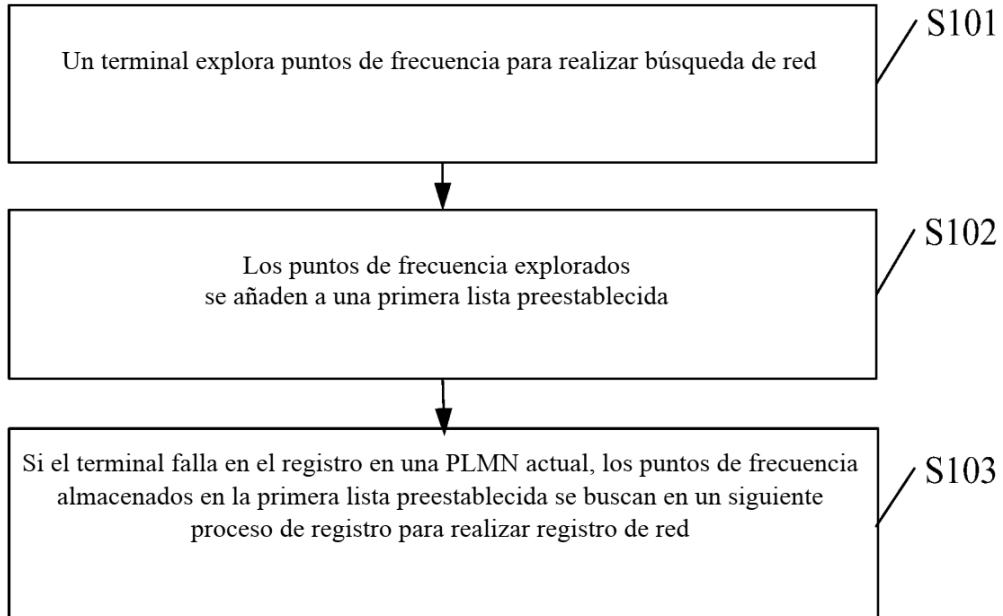 S101
Un terminal explora puntos de frecuencia para realizar búsqueda de red
S102
Los puntos de frecuencia explorados
se añaden a una primera lista preestablecida
S103
Si el terminal falla en el registro en una PLMN actual, los puntos de frecuencia
almacenados en la primera lista preestablecida se buscan en un siguiente
proceso de registro para realizar registro de red